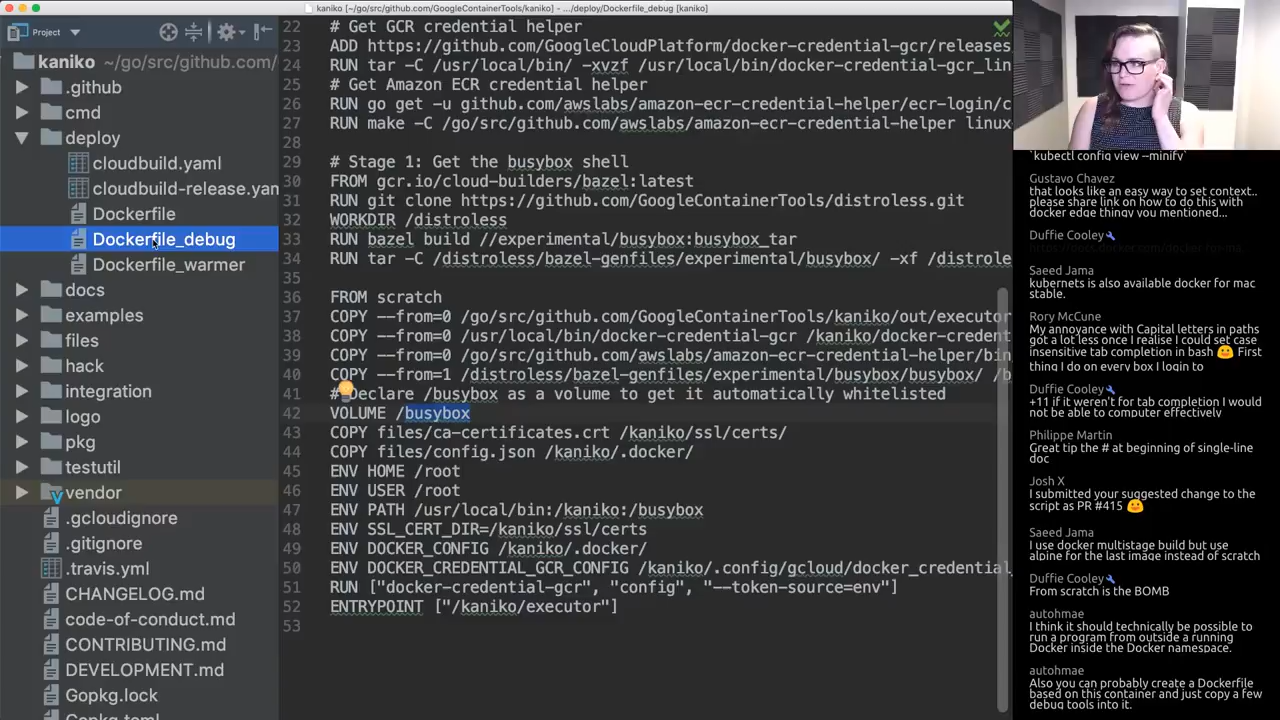 kaniko [~/go/src/github.com/GoogleContainerTools/kaniko] - .../deploy/Dockerfile_debug [kaniko]
Project
kaniko ~/go/src/github.com/
.github
cmd
deploy
cloudbuild.yaml
cloudbuild-release.yam
Dockerfile
Dockerfile_debug
Dockerfile_warmer
docs
examples
files
hack
integration
logo
pkg
testutil
vendor
.gcloudignore
.gitignore
.travis.yml
CHANGELOG.md
code-of-conduct.md
CONTRIBUTING.md
DEVELOPMENT.md
Gopkg.lock
Gopkg.toml
22 # Get GCR credential helper
23 ADD https://github.com/GoogleCloudPlatform/docker-credential-gcr/releases
24 RUN tar -C /usr/local/bin/ -xvzf /usr/local/bin/docker-credential-gcr_lin
25 # Get Amazon ECR credential helper
26 RUN go get -u github.com/awslabs/amazon-ecr-credential-helper/ecr-login/c
27 RUN make -C /go/src/github.com/awslabs/amazon-ecr-credential-helper linux
28
29 # Stage 1: Get the busybox shell
30 FROM gcr.io/cloud-builders/bazel:latest
31 RUN git clone https://github.com/GoogleContainerTools/distroless.git
32 WORKDIR /distroless
33 RUN bazel build //experimental/busybox:busybox_tar
34 RUN tar -C /distroless/bazel-genfiles/experimental/busybox/ -xf /distrole
35
36 FROM scratch
37 COPY --from=0 /go/src/github.com/GoogleContainerTools/kaniko/out/executor
38 COPY --from=0 /usr/local/bin/docker-credential-gcr /kaniko/docker-credent
39 COPY --from=0 /go/src/github.com/awslabs/amazon-ecr-credential-helper/bin
40 COPY --from=1 /distroless/bazel-genfiles/experimental/busybox/busybox/ /b
41 # Declare /busybox as a volume to get it automatically whitelisted
42 VOLUME /busybox
43 COPY files/ca-certificates.crt /kaniko/ssl/certs/
44 COPY files/config.json /kaniko/.docker/
45 ENV HOME /root
46 ENV USER /root
47 ENV PATH /usr/local/bin:/kaniko:/busybox
48 ENV SSL_CERT_DIR=/kaniko/ssl/certs
49 ENV DOCKER_CONFIG /kaniko/.docker/
50 ENV DOCKER_CREDENTIAL_GCR_CONFIG /kaniko/.config/gcloud/docker_credential
51 RUN ["docker-credential-gcr", "config", "--token-source=env"]
52 ENTRYPOINT ["/kaniko/executor"]
53
`kubectl config view --minify`
Gustavo Chavez
that looks like an easy way to set context..
please share link on how to do this with
docker edge thingy you mentioned...
Duffie Cooley
Saeed Jama
kubernets is also available docker for mac
stable.
Rory McCune
My annoyance with Capital letters in paths
got a lot less once I realise I could set case
insensitive tab completion in bash 😃 First
thing I do on every box I login to
Duffie Cooley
+11 if it weren't for tab completion I would
not be able to computer effectively
Philippe Martin
Great tip the # at beginning of single-line
doc
Josh X
I submitted your suggested change to the
script as PR #415 😃
Saeed Jama
I use docker multistage build but use
alpine for the last image instead of scratch
Duffie Cooley
From scratch is the BOMB
autohmae
I think it should technically be possible to
run a program from outside a running
Docker inside the Docker namespace.
autohmae
Also you can probably create a Dockerfile
based on this container and just copy a few
debug tools into it.